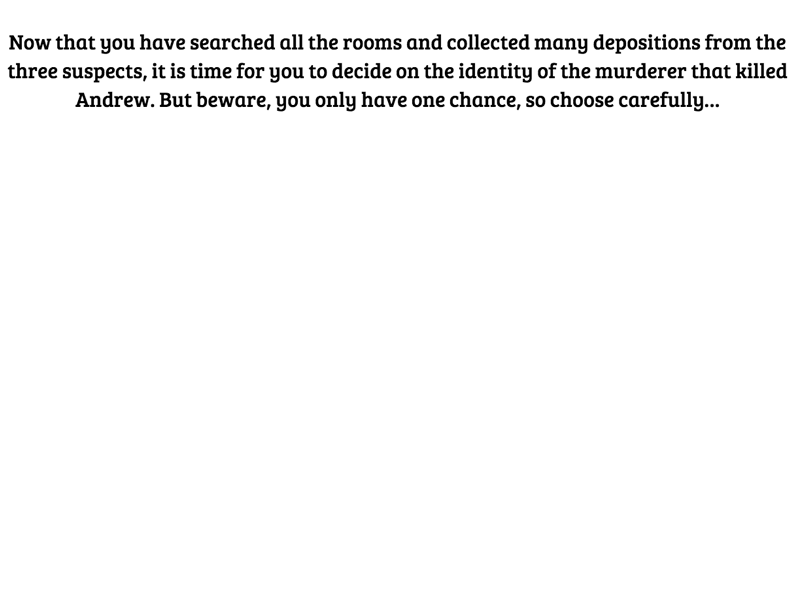 Now that you have searched all the rooms and collected many depositions from the
three suspects, it is time for you to decide on the identity of the murderer that killed
Andrew. But beware, you only have one chance, so choose carefully...